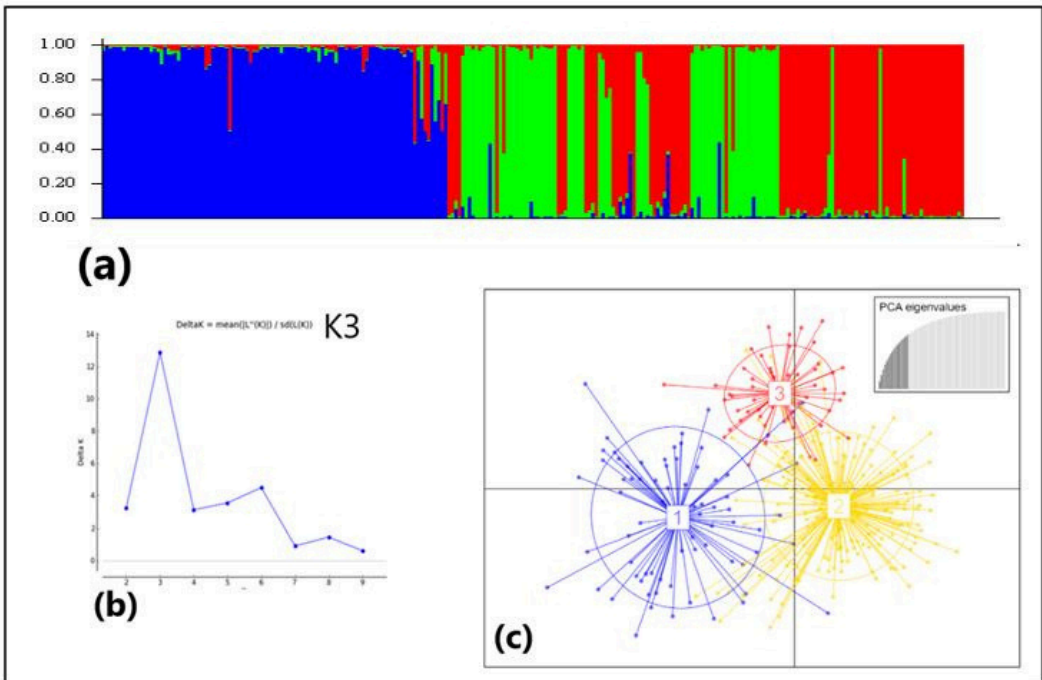 1.00
0.80
0.60
0.40
0.20
0.00
(a)
DeltaK = mean(|L"(K)|) / sd(L(K)) K3
14
12
10
8
6
4
2
0
Delta K
2 3 4 5 6 7 8 9
(b)
PCA eigenvalues
3
2
1
(c)